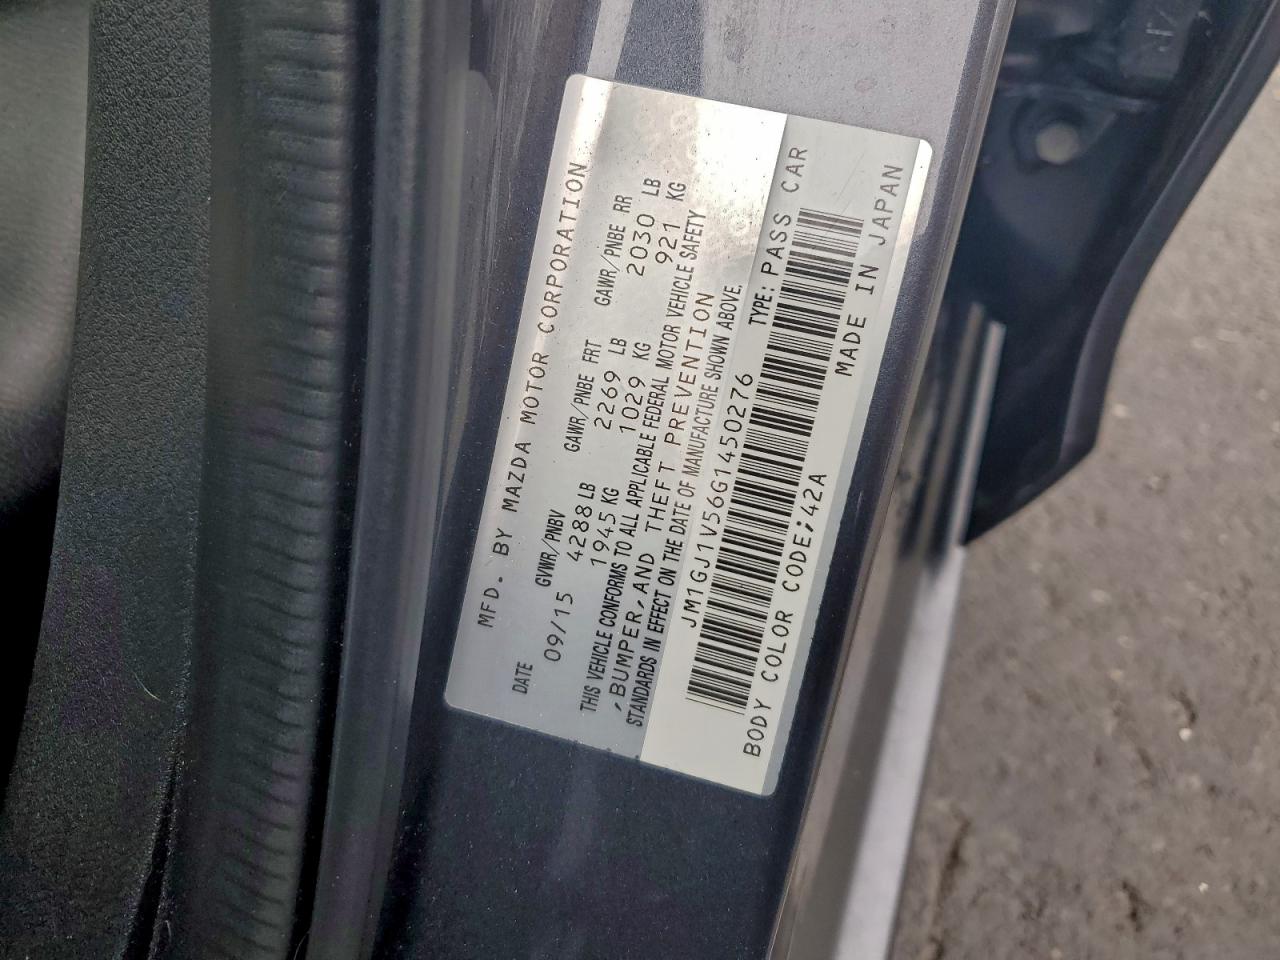 MFD. BY MAZDA MOTOR CORPORATION
DATE GVWR/PNBV GAWR/PNBE FRT GAWR/PNBE RR
09/15 4288 LB 2269 LB 2030 LB
1945 KG 1029 KG 921 KG
THIS VEHICLE CONFORMS TO ALL APPLICABLE FEDERAL MOTOR VEHICLE SAFETY
,BUMPER,AND THEFT PREVENTION
STANDARDS IN EFFECT ON THE DATE OF MANUFACTURE SHOWN ABOVE.
JM1GJ1V56G1450276 TYPE: PASS CAR
BODY COLOR CODE;42A MADE IN JAPAN